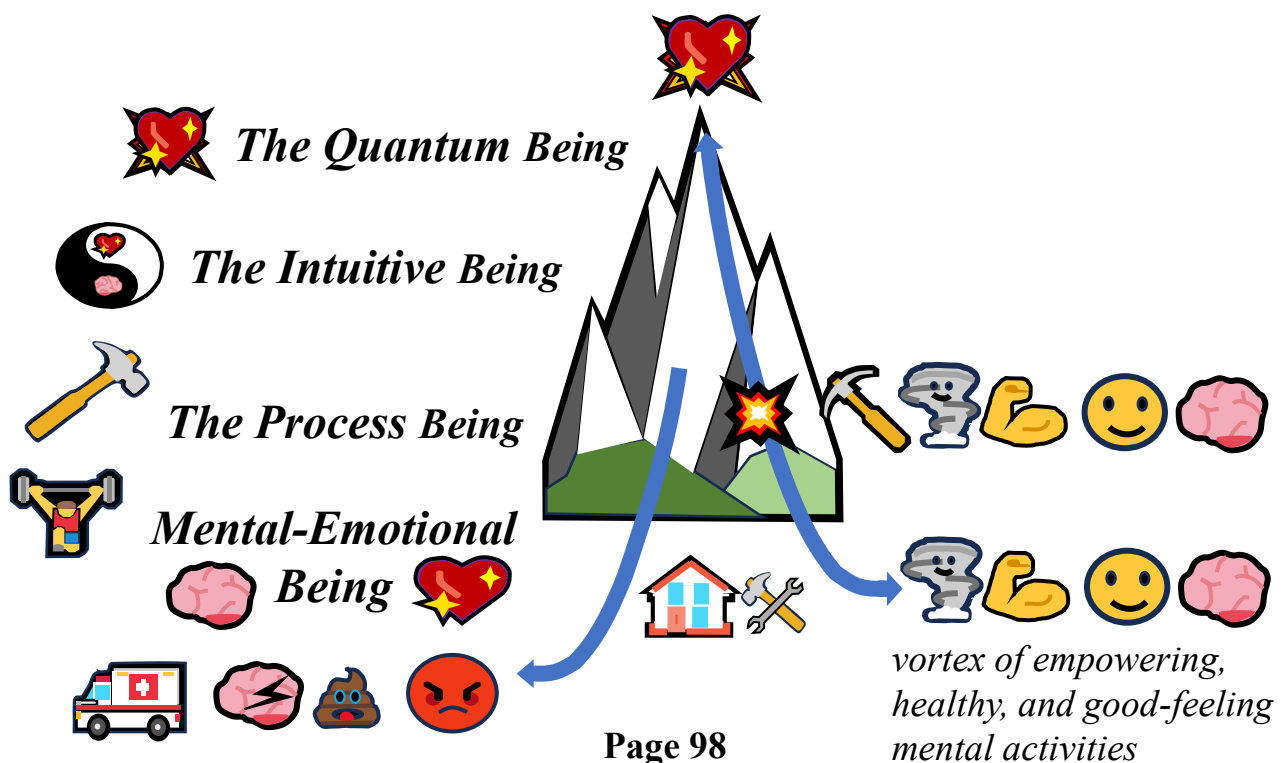 The Quantum Being
The Intuitive Being
The Process Being
Mental-Emotional
Being
vortex of empowering,
healthy, and good-feeling
mental activities
Page 98